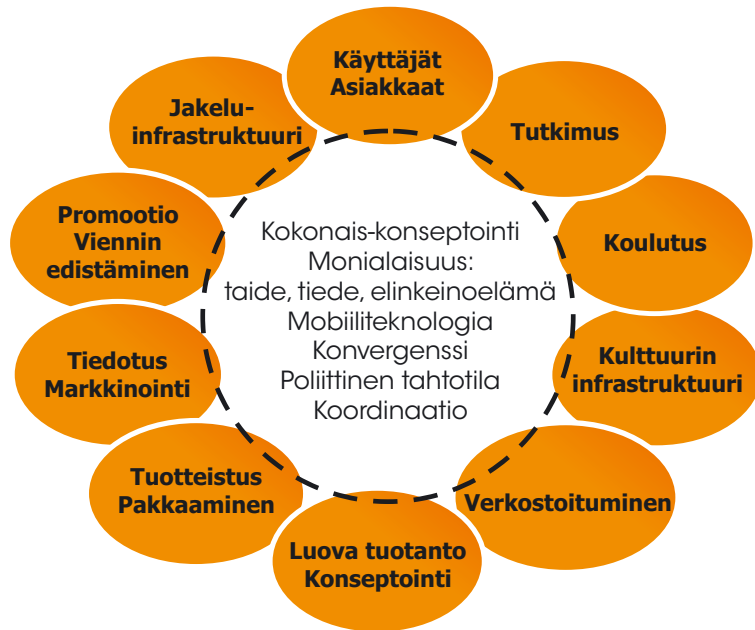 Käyttäjät
Asiakkaat
Tutkimus
Koulutus
Kulttuurin
infrastruktuuri
Verkostoituminen
Luova tuotanto
Konseptointi
Tuotteistus
Pakkaaminen
Tiedotus
Markkinointi
Promootio
Viennin
edistäminen
Jakelu-
infrastruktuuri
Kokonais-konseptointi
Monialaisuus:
taide, tiede, elinkeinoelämä
Mobiiliteknologia
Konvergenssi
Poliittinen tahtotila
Koordinaatio